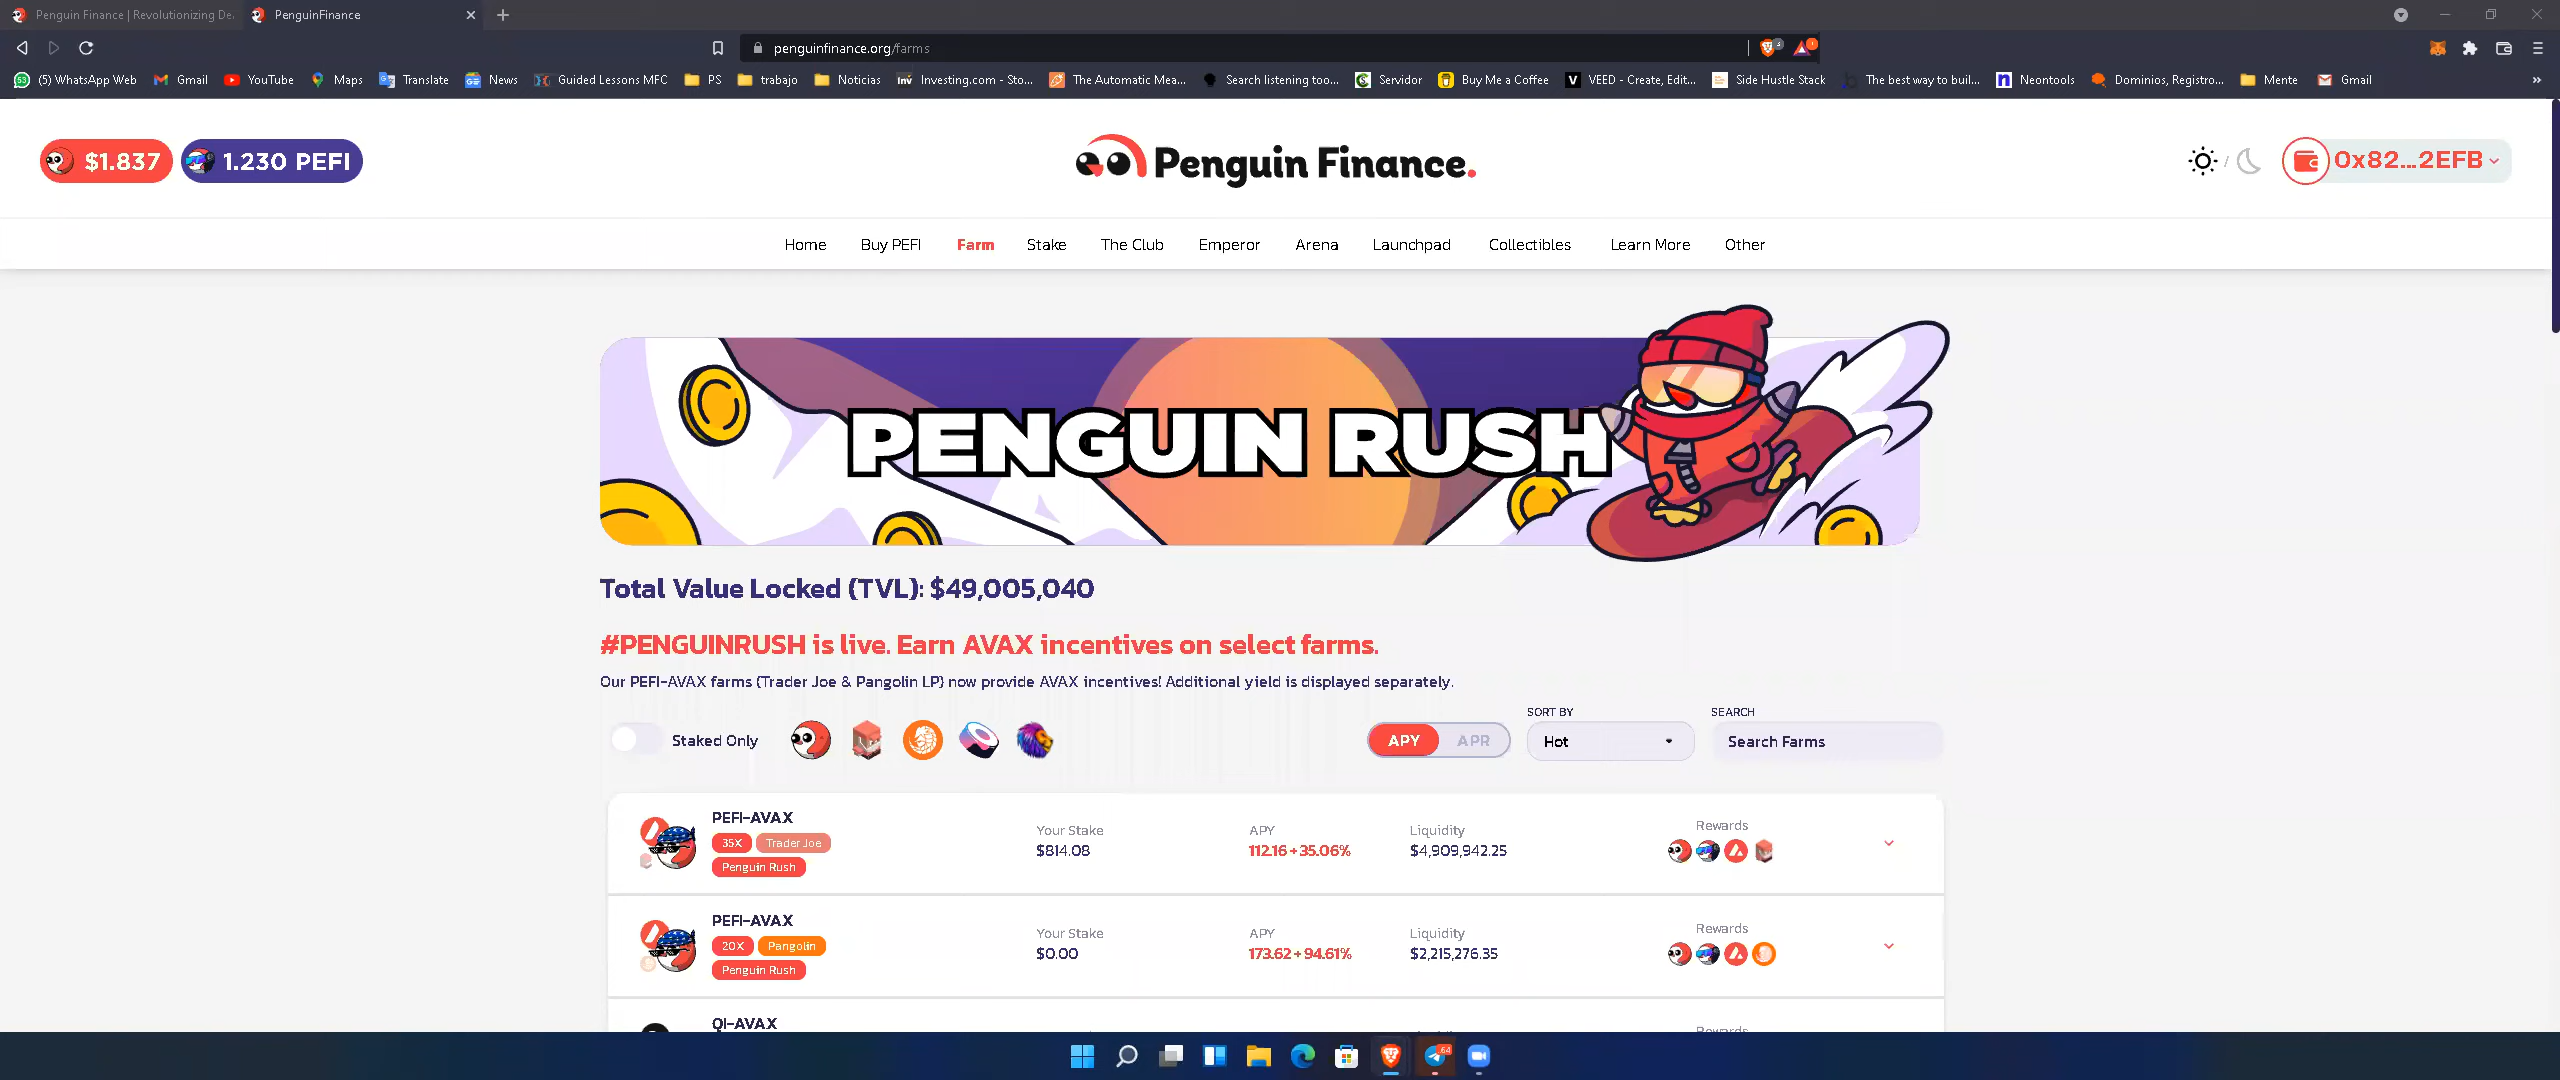 Penguin Finance | Revolutionizing De
PenguinFinance
penguinfinance.org/farms
(5) WhatsApp Web
Gmail
YouTube
Maps
Translate
News
Guided Lessons MFC
PS
trabajo
Noticias
inv
Investing.com - Sto...
The Automatic Mea...
Search listening too...
Servidor
Buy Me a Coffee
VEED - Create, Edit...
Side Hustle Stack
The best way to buil...
Neontools
Dominios, Registro...
Mente
Gmail
$1.837
1.230 PEFI
Penguin Finance.
0x82...2EFB
Home
Buy PEFI
Farm
Stake
The Club
Emperor
Arena
Launchpad
Collectibles
Learn More
Other
PENGUIN RUSH
Total Value Locked (TVL): $49,005,040
#PENGUINRUSH is live. Earn AVAX incentives on select farms.
Our PEFI-AVAX farms (Trader Joe & Pangolin LP) now provide AVAX incentives! Additional yield is displayed separately.
Staked Only
APY
APR
SORT BY
Hot
SEARCH
Search Farms
PEFI-AVAX
35X
Trader Joe
Penguin Rush
Your Stake
$814.08
APY
112.16 + 35.06%
Liquidity
$4,909,942.25
Rewards
PEFI-AVAX
20X
Pangolin
Penguin Rush
Your Stake
$0.00
APY
173.62 + 94.61%
Liquidity
$2,215,276.35
Rewards
QI-AVAX
Rewards
64